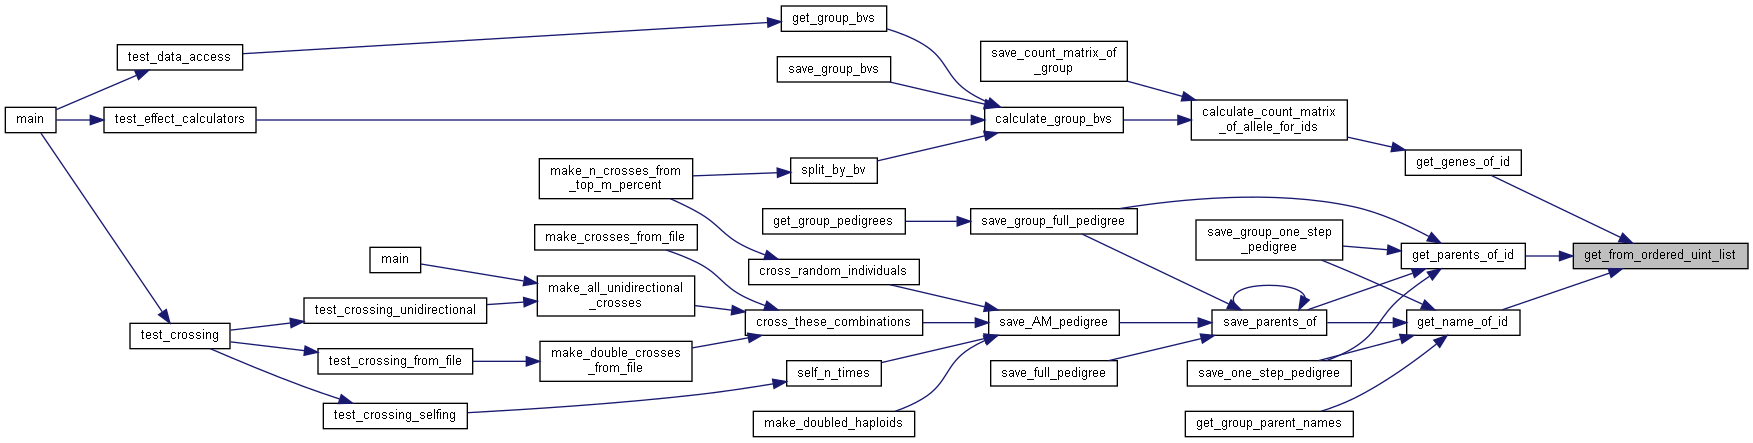 get_group_bvs
test_data_access
save_count_matrix_of
_group
save_group_bvs
main
test_effect_calculators
calculate_group_bvs
calculate_count_matrix
_of_allele_for_ids
get_genes_of_id
make_n_crosses_from
_top_m_percent
split_by_bv
get_group_pedigrees
save_group_full_pedigree
save_group_one_step
_pedigree
make_crosses_from_file
get_parents_of_id
get_from_ordered_uint_list
main
cross_random_individuals
make_all_unidirectional
_crosses
test_crossing_unidirectional
test_crossing
cross_these_combinations
save_AM_pedigree
save_parents_of
get_name_of_id
test_crossing_from_file
make_double_crosses
_from_file
self_n_times
save_full_pedigree
save_one_step_pedigree
test_crossing_selfing
make_doubled_haploids
get_group_parent_names